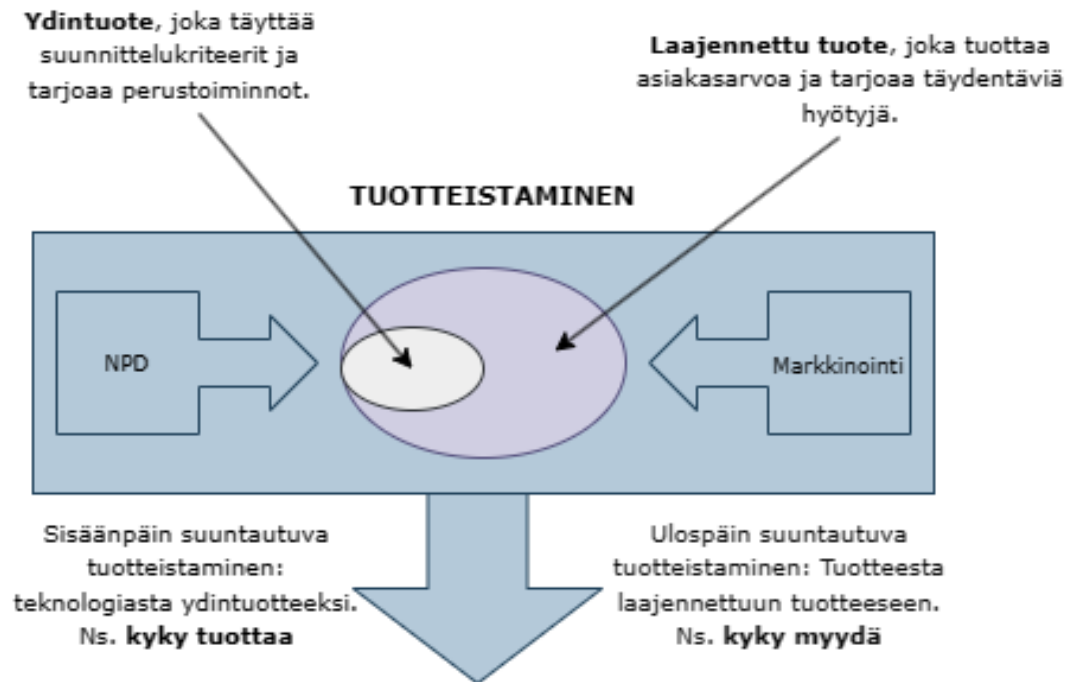 Ydintuote, joka täyttää
suunnittelukriteerit ja
tarjoaa perustoiminnot.
Laajennettu tuote, joka tuottaa
asiakasarvoa ja tarjoaa täydentäviä
hyötyjä.
TUOTTEISTAMINEN
NPD
Markkinointi
Sisäänpäin suuntautuva
tuotteistaminen:
teknologiasta ydintuotteeksi.
Ns. kyky tuottaa
Ulospäin suuntautuva
tuotteistaminen: Tuotteesta
laajennettuun tuotteeseen.
Ns. kyky myydä